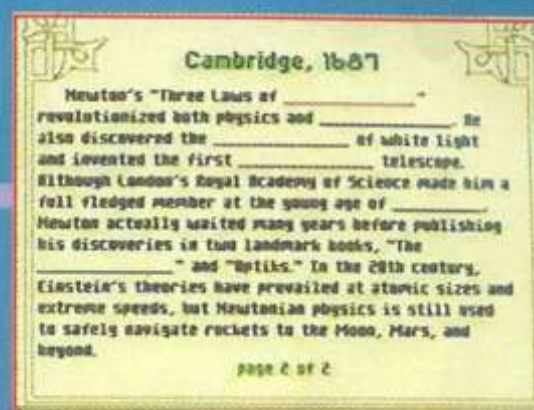 Cambridge, 1687
Newton's "Three Laws of ____________"
revolutionized both physics and ____________. He
also discovered the ____________ of white light
and invented the first ____________ telescope.
Although London's Royal Academy of Science made him a
full fledged member at the young age of ________,
Newton actually waited many years before publishing
his discoveries in two landmark books, "The
____________" and "Optiks." In the 20th century,
Einstein's theories have prevailed at atomic sizes and
extreme speeds, but Newtonian physics is still used
to safely navigate rockets to the Moon, Mars, and
beyond.
page 2 of 2